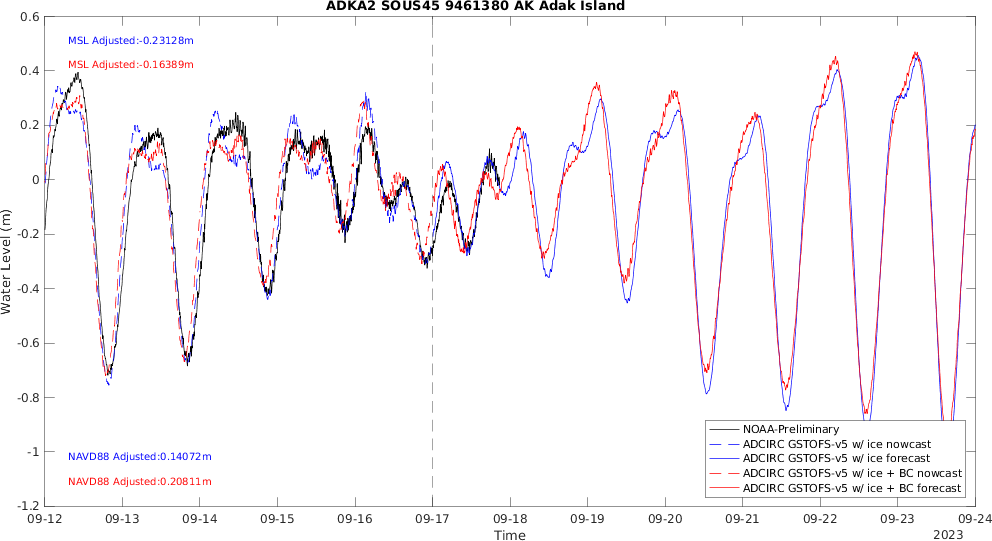 ADKA2 SOUS45 9461380 AK Adak Island
0.6
0.4
0.2
0
-0.2
-0.4
-0.6
-0.8
-1
-1.2
Water Level (m)
MSL Adjusted:-0.23128m
MSL Adjusted:-0.16389m
NAVD88 Adjusted:0.14072m
NAVD88 Adjusted:0.20811m
NOAA-Preliminary
ADCIRC GSTOFS-v5 w/ ice nowcast
ADCIRC GSTOFS-v5 w/ ice forecast
ADCIRC GSTOFS-v5 w/ ice + BC nowcast
ADCIRC GSTOFS-v5 w/ ice + BC forecast
09-12 09-13 09-14 09-15 09-16 09-17 09-18 09-19 09-20 09-21 09-22 09-23 09-24
Time
2023